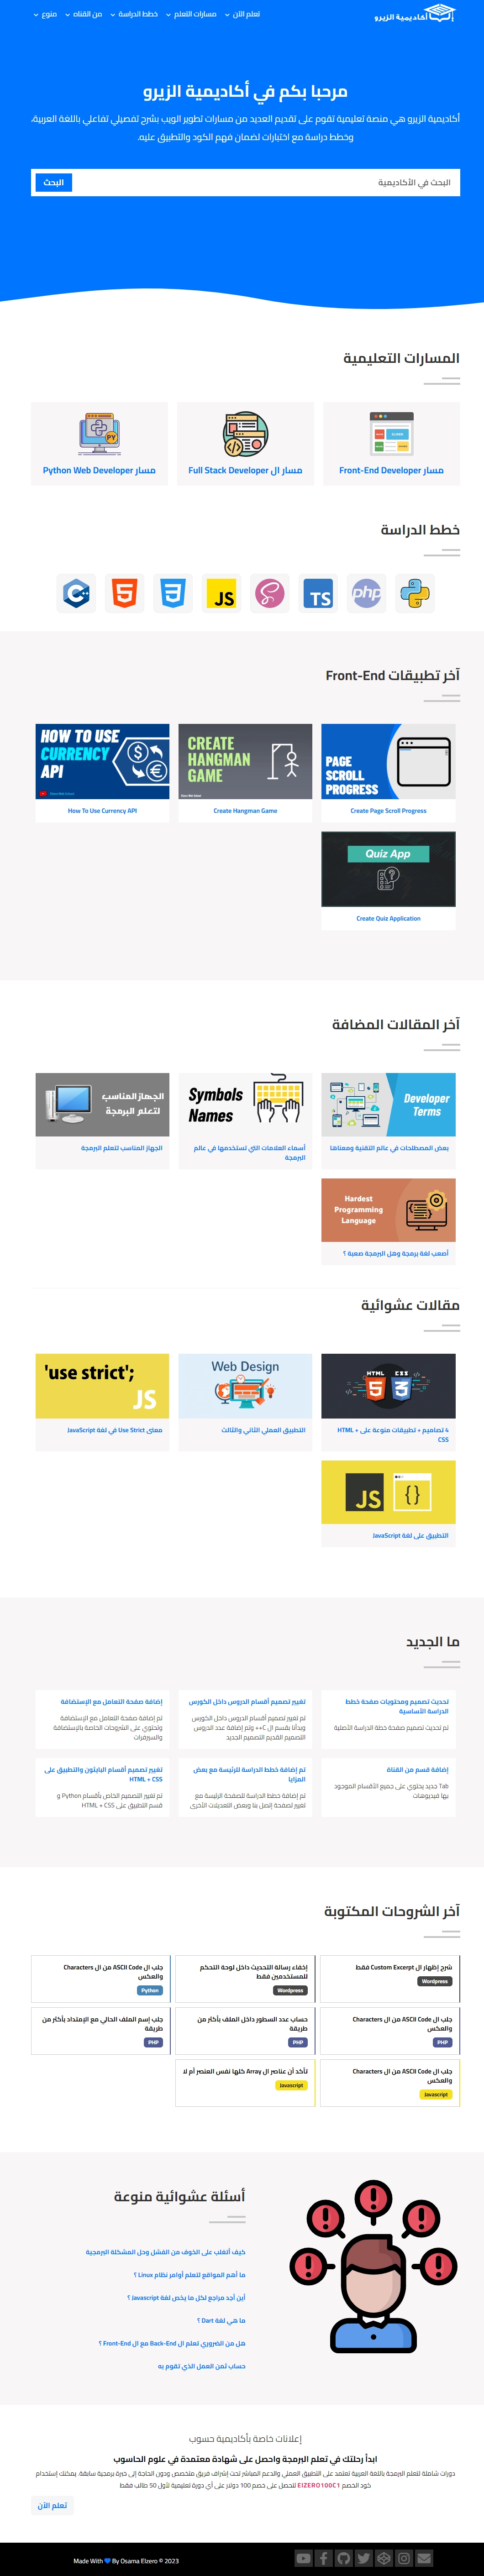 أكاديمية الزيرو
تعلم الآن
مسارات التعلم
خطط الدراسة
من القناه
منوع
مرحبا بكم في أكاديمية الزيرو
أكاديمية الزيرو هي منصة تعليمية تقوم على تقديم العديد من مسارات تطوير الويب بشرح تفصيلي تفاعلي باللغة العربية،
وخطط دراسة مع اختبارات لضمان فهم الكود والتطبيق عليه.
البحث في الأكاديمية
البحث
المسارات التعليمية
مسار Front-End Developer
مسار ال Full Stack Developer
PY
مسار Python Web Developer
خطط الدراسة
php
TS
JS
آخر تطبيقات Front-End
PAGE
SCROLL
PROGRESS
Create Page Scroll Progress
CREATE
HANGMAN
GAME
Create Hangman Game
HOW TO USE
CURRENCY
API
How To Use Currency API
Quiz App
Create Quiz Application
آخر المقالات المضافة
Developer
Terms
بعض المصطلحات في عالم التقنية ومعناها
Symbols
Names
أسماء العلامات التي تستخدمها في عالم
البرمجة
الجهاز المناسب
لتعلم البرمجة
الجهاز المناسب لتعلم البرمجة
Hardest
Programming
Language
أصعب لغة برمجة وهل البرمجة صعبة ؟
مقالات عشوائية
HTML CSS
4 تصاميم + تطبيقات منوعة على HTML +
CSS
Web Design
التطبيق العملي الثاني والثالث
'use strict';
JS
معنى Use Strict في لغة JavaScript
JS
{}
التطبيق على لغة JavaScript
ما الجديد
تحديث تصميم ومحتويات صفحة خطط
الدراسة الأساسية
تم تحديث تصميم صفحة خطة الدراسة الأصلية
تغيير تصميم أقسام الدروس داخل الكورس
تم تغيير تصميم أقسام الدروس داخل الكورس
وبدأنا بقسم ال C++ وتم إضافة عدد الدروس
التصميم القديم التصميم الجديد
إضافة صفحة التعامل مع الإستضافة
تم إضافة صفحة التعامل مع الإستضافة
وتحتوي على الشروحات الخاصة بالإستضافة
والسيرفرات
إضافة قسم من القناة
Tab جديد يحتوي على جميع الأقسام الموجود
بها فيديوهات
تم إضافة خطط الدراسة للرئيسة مع بعض
المزايا
تم إضافة خطط الدراسة للصفحة الرئيسة مع
تغيير لصفحة إتصل بنا وبعض التعديلات الأخرى
تغيير تصميم أقسام البايثون والتطبيق على
HTML + CSS
تم تغيير التصميم الخاص بأقسام Python و
قسم التطبيق على HTML + CSS
آخر الشروحات المكتوبة
شرح إظهار ال Custom Excerpt فقط
Wordpress
إخفاء رسالة التحديث داخل لوحة التحكم
للمستخدمين فقط
Wordpress
جلب ال ASCII Code من ال Characters
والعكس
Python
جلب ال ASCII Code من ال Characters
والعكس
PHP
حساب عدد السطور داخل الملف بأكثر من
طريقة
PHP
جلب إسم الملف الحالي مع الإمتداد بأكثر من
طريقة
PHP
جلب ال ASCII Code من ال Characters
والعكس
Javascript
تأكد أن عناصر ال Array كلها نفس العنصر أم لا
Javascript
أسئلة عشوائية منوعة
كيف أتغلب على الخوف من الفشل وحل المشكلة البرمجية
ما أهم المواقع لتعلم أوامر نظام Linux ؟
أين أجد مراجع لكل ما يخص لغة Javascript ؟
ما هي لغة Dart ؟
هل من الضروري تعلم ال Back-End مع ال Front-End ؟
حساب ثمن العمل الذي تقوم به
إعلانات خاصة بأكاديمية حسوب
ابدأ رحلتك في تعلم البرمجة واحصل على شهادة معتمدة في علوم الحاسوب
دورات شاملة لتعلم البرمجة باللغة العربية تعتمد على التطبيق العملي والدعم المباشر تحت إشراف فريق متخصص ودون الحاجة إلى خبرة برمجية سابقة. يمكنك إستخدام
كود الخصم ElZERO100C1 لتحصل على خصم 100 دولار على أي دورة تعليمية لأول 50 طالب فقط
تعلم الآن
Made With By Osama Elzero © 2023